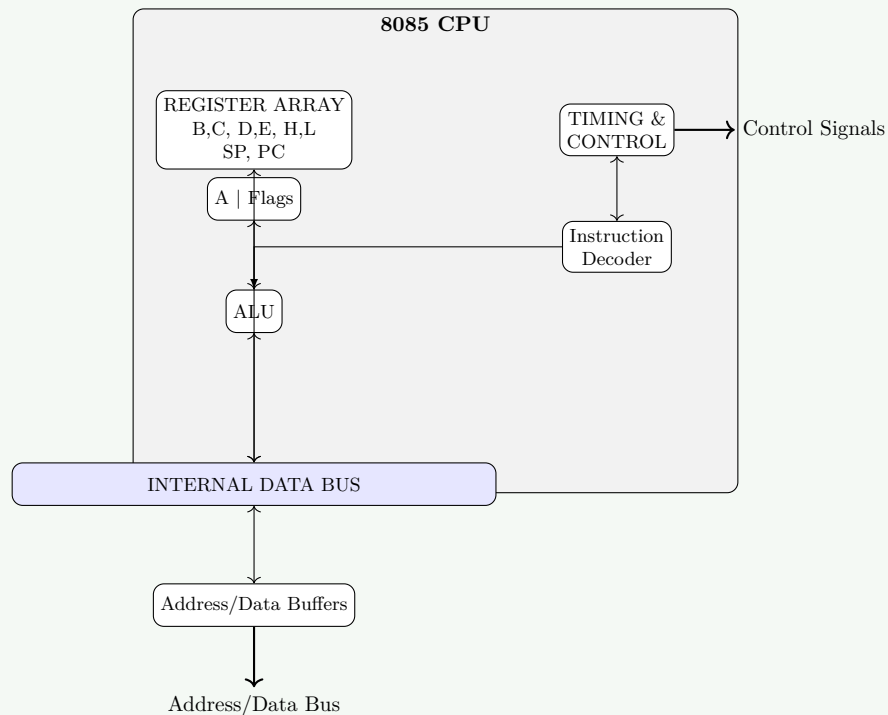 8085 CPU
REGISTER ARRAY
B,C, D,E, H,L
SP, PC
TIMING &
CONTROL
Control Signals
A | Flags
Instruction
Decoder
ALU
INTERNAL DATA BUS
Address/Data Buffers
Address/Data Bus